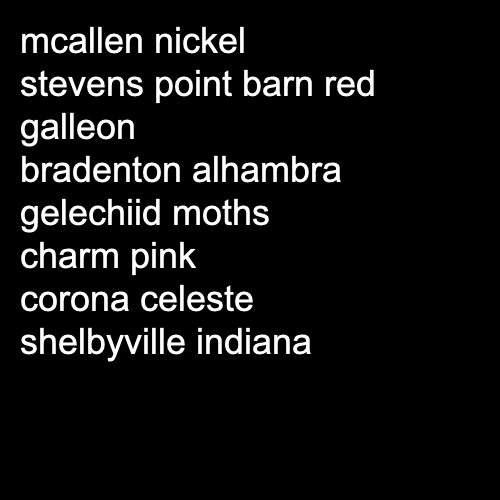 mcallen nickel
stevens point barn red
galleon
bradenton alhambra
gelechiid moths
charm pink
corona celeste
shelbyville indiana